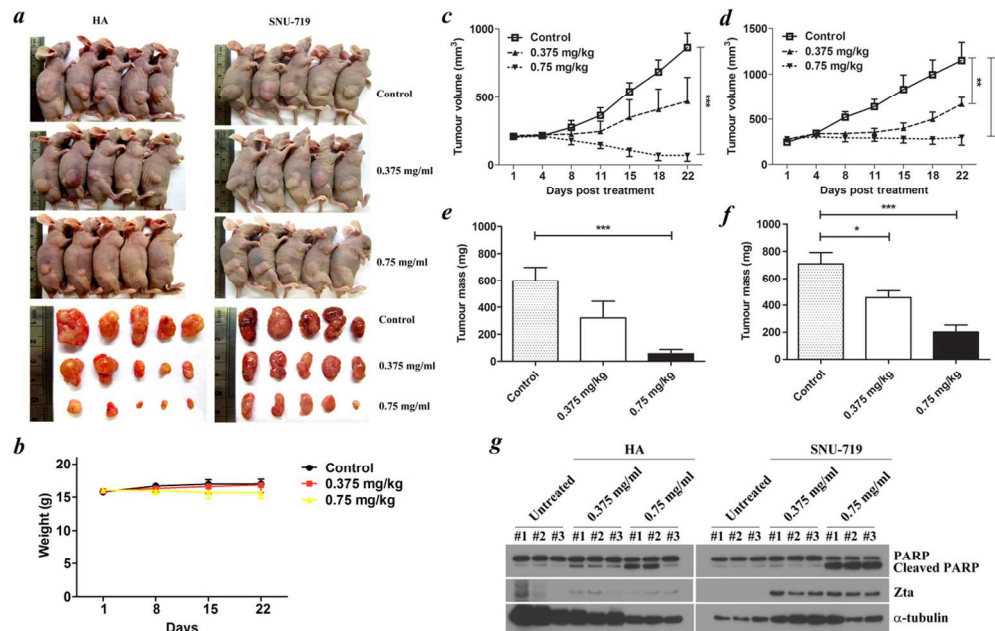 a
HA
SNU-719
Control
0.375 mg/ml
0.75 mg/ml
Control
0.375 mg/ml
0.75 mg/ml
b
Weight (g)
20
15
10
5
0
1 8 15 22
Days
Control
0.375 mg/kg
0.75 mg/kg
c
Tumour volume (mm3)
1000
500
0
1 4 8 11 15 18 22
Days post treatment
Control
0.375 mg/kg
0.75 mg/kg
***
d
Tumour volume (mm3)
1500
1000
500
0
1 4 8 11 15 18 22
Days post treatment
Control
0.375 mg/kg
0.75 mg/kg
**
e
Tumour mass (mg)
1000
800
600
400
200
0
***
Control
0.375 mg/kg
0.75 mg/kg
f
Tumour mass (mg)
1000
800
600
400
200
0
***
*
Control
0.375 mg/kg
0.75 mg/kg
g
HA
SNU-719
Untreated
0.375 mg/ml
0.75 mg/ml
Untreated
0.375 mg/ml
0.75 mg/ml
#1 #2 #3 #1 #2 #3 #1 #2 #3
#1 #2 #3 #1 #2 #3 #1 #2 #3
PARP
Cleaved PARP
Zta
α-tubulin